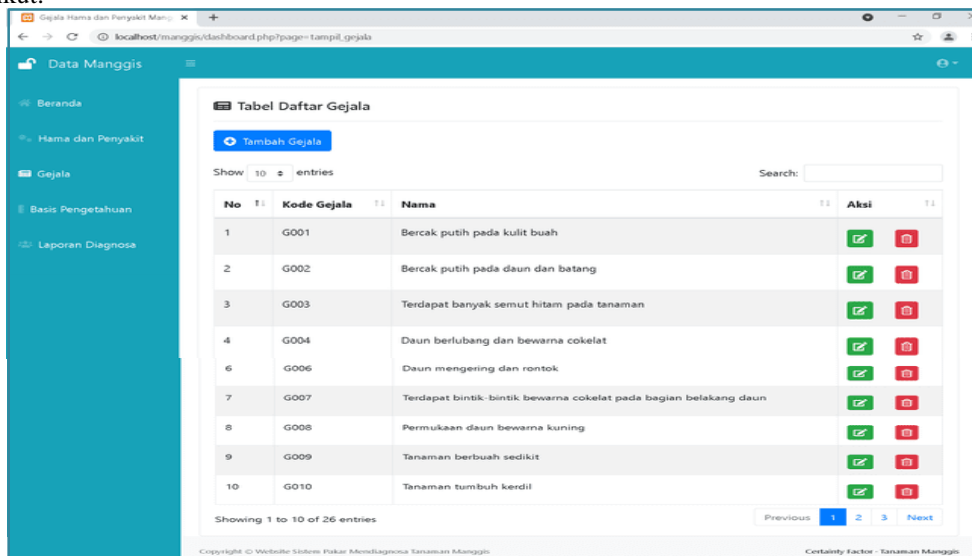 Gejala Hama dan Penyakit Mang
localhost/manggis/dashboard.php?page=tampil_gejala
Data Manggis
Beranda
Hama dan Penyakit
Gejala
Basis Pengetahuan
Laporan Diagnosa
Tabel Daftar Gejala
Tambah Gejala
Show 10 entries Search:
No Kode Gejala Nama Aksi
1 G001 Bercak putih pada kulit buah
2 G002 Bercak putih pada daun dan batang
3 G003 Terdapat banyak semut hitam pada tanaman
4 G004 Daun berlubang dan bewarna cokelat
6 G006 Daun mengering dan rontok
7 G007 Terdapat bintik-bintik bewarna cokelat pada bagian belakang daun
8 G008 Permukaan daun bewarna kuning
9 G009 Tanaman berbuah sedikit
10 G010 Tanaman tumbuh kerdil
Showing 1 to 10 of 26 entries Previous 1 2 3 Next
Copyright © Website Sistem Pakar Mendiagnosa Tanaman Manggis Certainty Factor - Tanaman Manggis